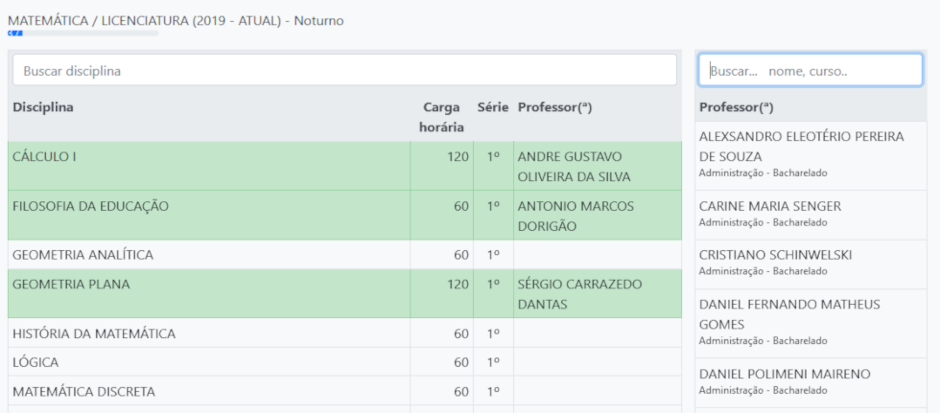 MATEMÁTICA / LICENCIATURA (2019 - ATUAL) - Noturno
Buscar disciplina
Disciplina Carga horária Série Professor(ª)
CÁLCULO I 120 1º ANDRE GUSTAVO OLIVEIRA DA SILVA
FILOSOFIA DA EDUCAÇÃO 60 1º ANTONIO MARCOS DORIGÃO
GEOMETRIA ANALÍTICA 60 1º
GEOMETRIA PLANA 120 1º SÉRGIO CARRAZEDO DANTAS
HISTÓRIA DA MATEMÁTICA 60 1º
LÓGICA 60 1º
MATEMÁTICA DISCRETA 60 1º
Buscar... nome, curso..
Professor(ª)
ALEXSANDRO ELEOTÉRIO PEREIRA
DE SOUZA
Administração - Bacharelado
CARINE MARIA SENGER
Administração - Bacharelado
CRISTIANO SCHINWELSKI
Administração - Bacharelado
DANIEL FERNANDO MATHEUS
GOMES
Administração - Bacharelado
DANIEL POLIMENI MAIRENO
Administração - Bacharelado